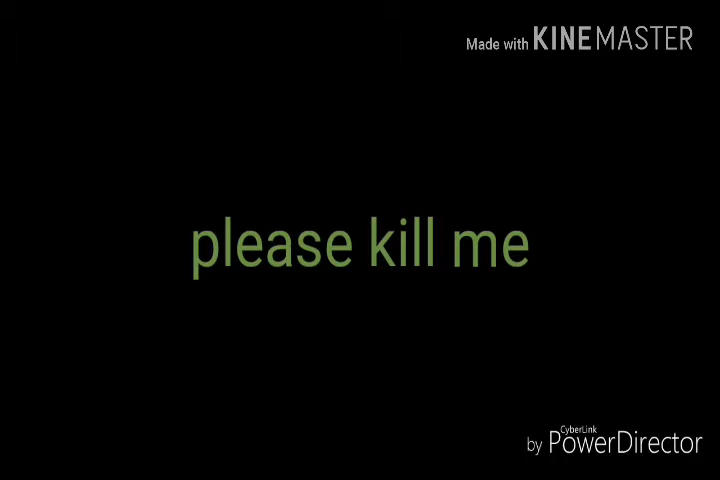 Made with KINEMASTER
please kill me
CyberLink
by PowerDirector